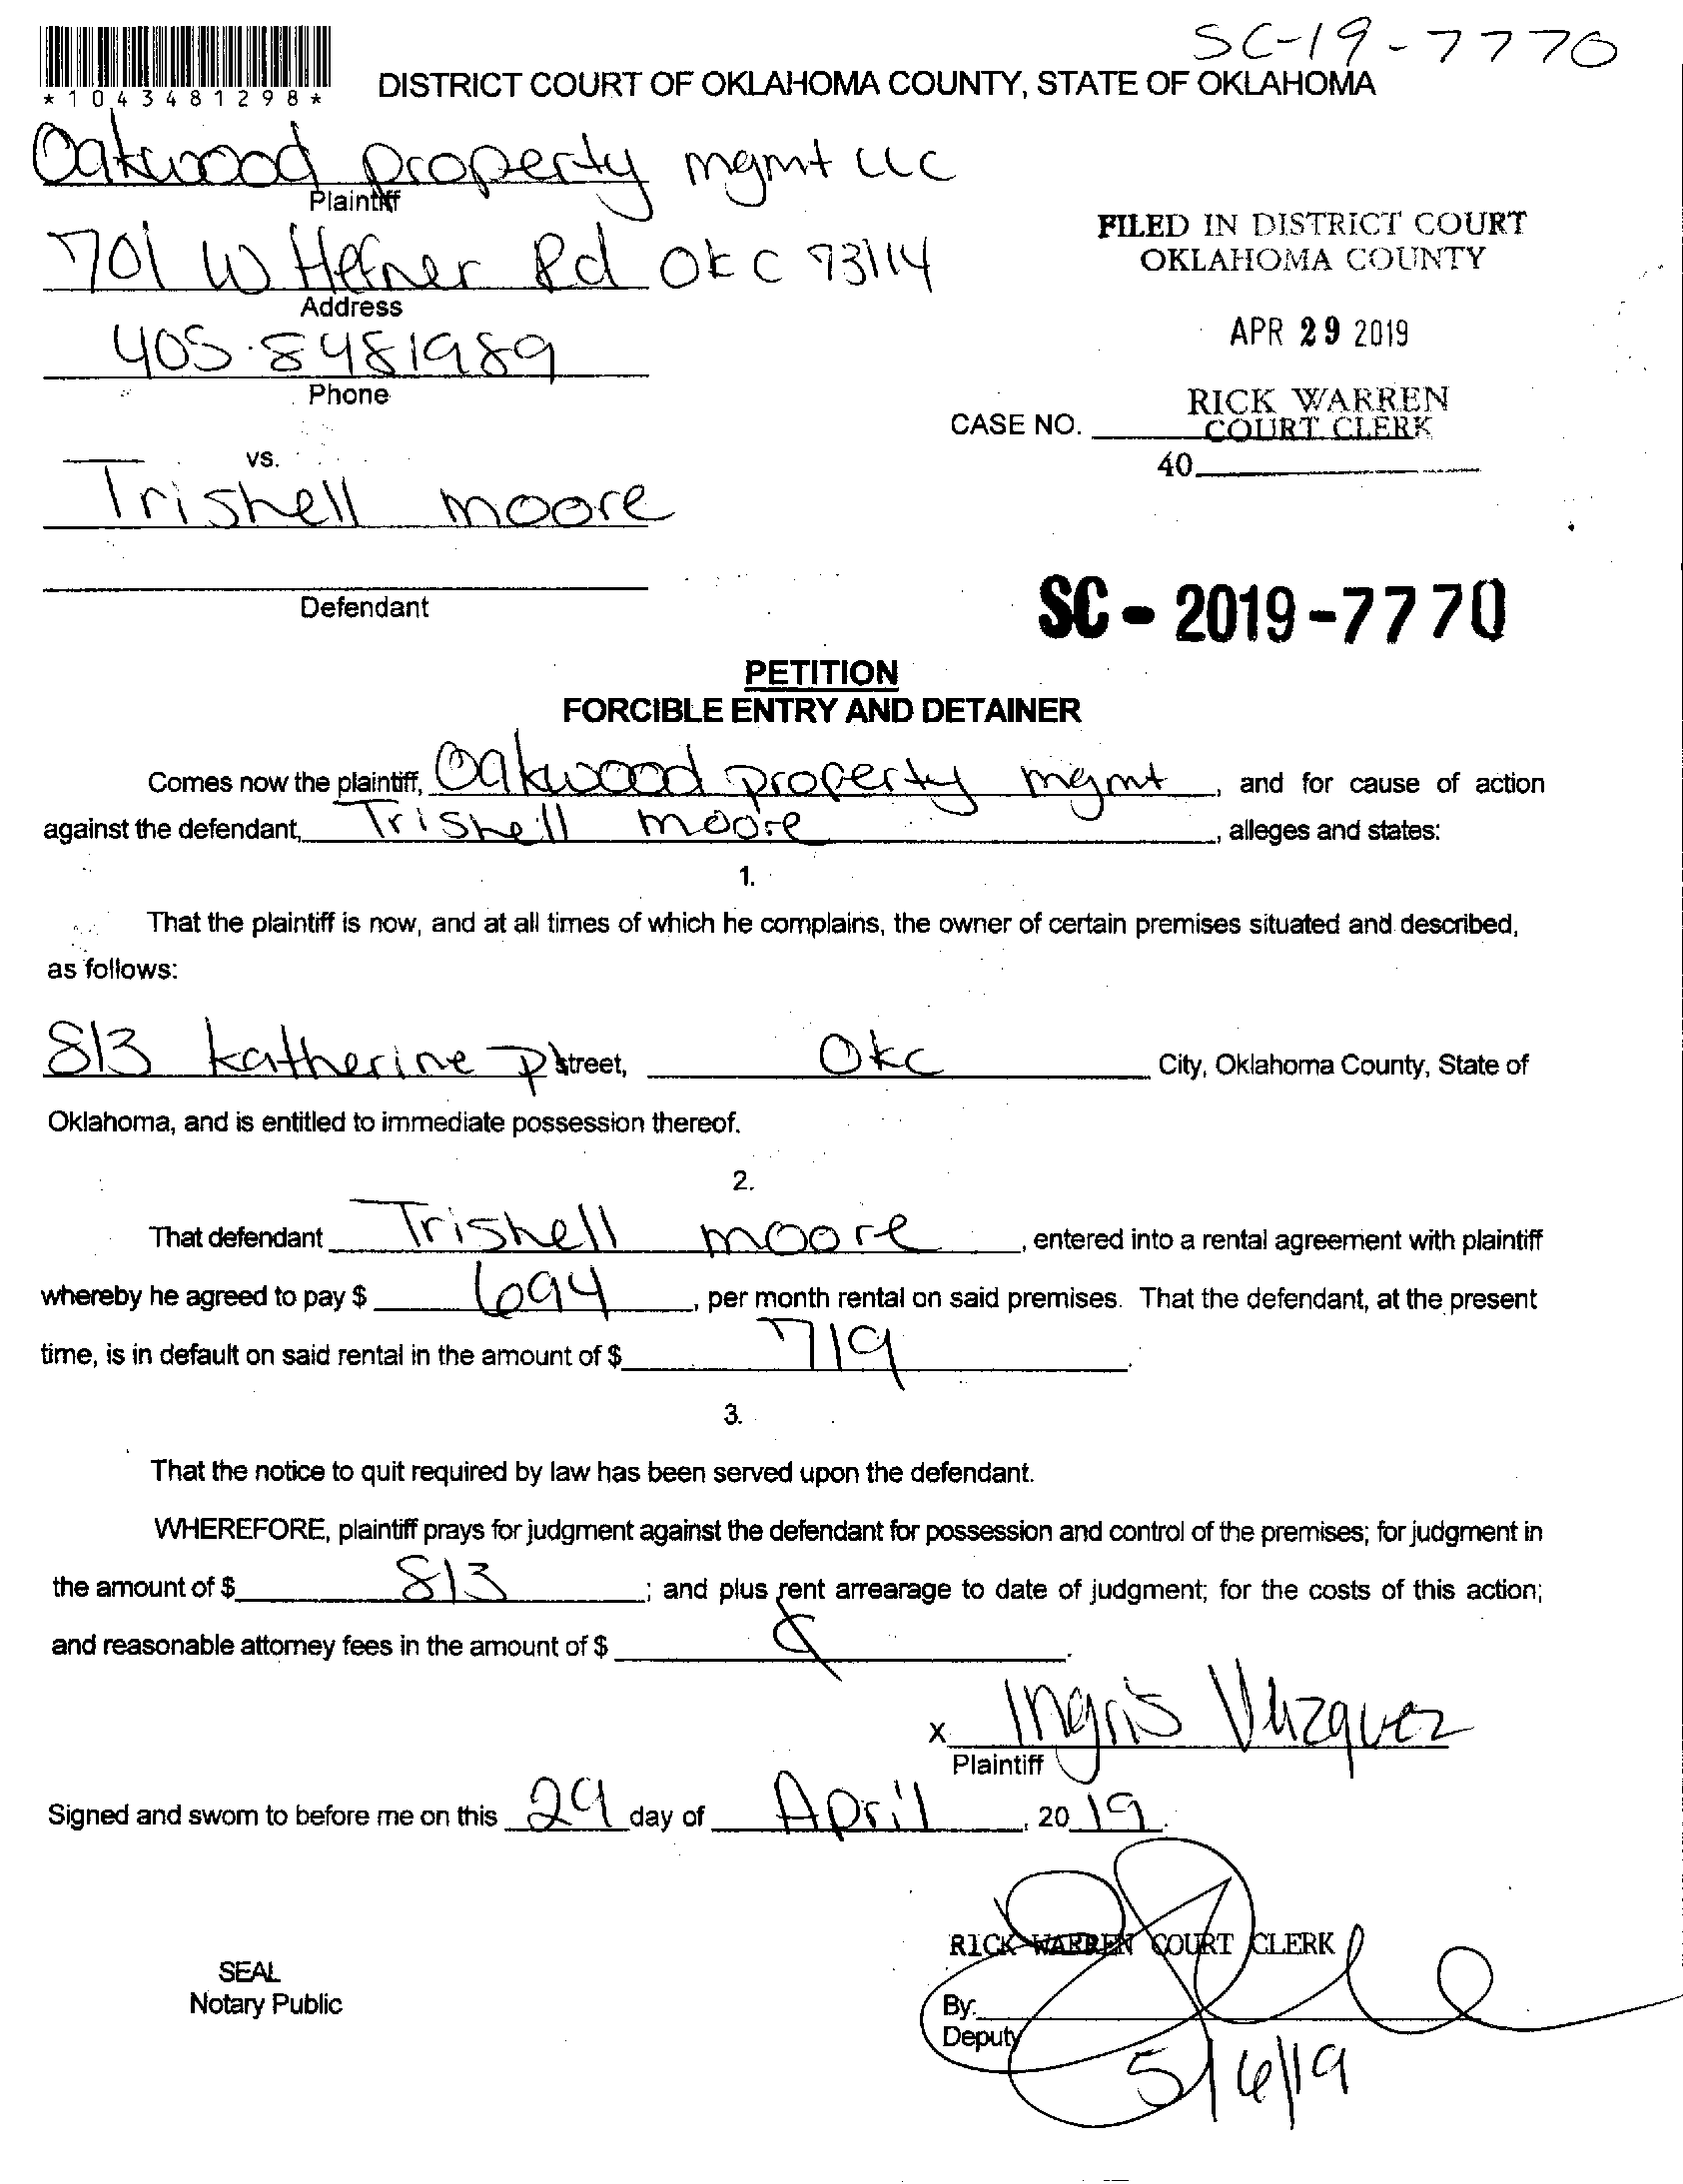 SC-19-7770
*1043481298*
DISTRICT COURT OF OKLAHOMA COUNTY, STATE OF OKLAHOMA
Oakwood property mgmt LLC
Plaintiff
701 W Hefner Rd OKC 73114
Address
405.8481989
Phone
FILED IN DISTRICT COURT
OKLAHOMA COUNTY
APR 29 2019
RICK WARREN
COURT CLERK
CASE NO.
40
vs.
Trishell moore
Defendant
SC - 2019 - 7770
PETITION
FORCIBLE ENTRY AND DETAINER
Comes now the plaintiff, Oakwood property mgmt, and for cause of action
against the defendant, Trishell moore, alleges and states:
1.
That the plaintiff is now, and at all times of which he complains, the owner of certain premises situated and described,
as follows:
813 Katherine Pl Street, OKC City, Oklahoma County, State of
Oklahoma, and is entitled to immediate possession thereof.
2.
That defendant Trishell moore, entered into a rental agreement with plaintiff
whereby he agreed to pay $ 694, per month rental on said premises. That the defendant, at the present
time, is in default on said rental in the amount of $ 719.
3.
That the notice to quit required by law has been served upon the defendant.
WHEREFORE, plaintiff prays for judgment against the defendant for possession and control of the premises; for judgment in
the amount of $ 813; and plus rent arrearage to date of judgment; for the costs of this action;
and reasonable attorney fees in the amount of $ .
x Ingris Vazquez
Plaintiff
Signed and sworn to before me on this 29 day of April, 2019.
RICK WARREN COURT CLERK
SEAL
Notary Public
By:
Deputy
5/6/19